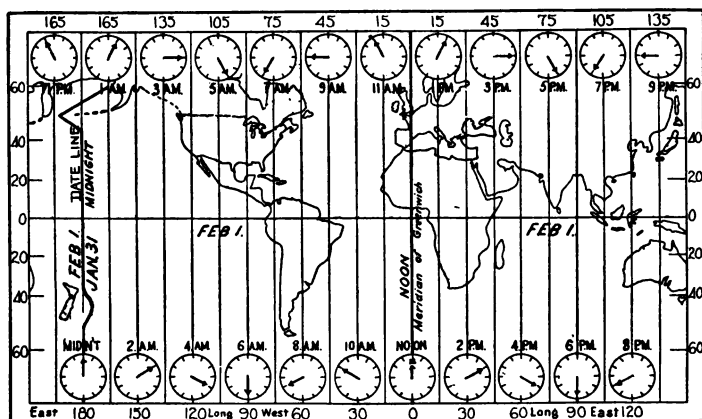 165 165 135 105 75 45 15 15 45 75 105 135
11 P.M. 1 A.M. 3 A.M. 5 A.M. 7 A.M. 9 A.M. 11 A.M. 1 P.M. 3 P.M. 5 P.M. 7 P.M. 9 P.M.
60 60
40 40
20 20
0 0
20 20
40 40
60 60
DATE LINE
MIDNIGHT
FEB 1.
JAN. 31
FEB 1.
NOON
Meridian of Greenwich
FEB 1.
MIDN'T 2 A.M. 4 A.M. 6 A.M. 8 A.M. 10 A.M. NOON 2 P.M. 4 P.M. 6 P.M. 8 P.M.
East 180 150 120 Long 90 West 60 30 0 30 60 Long 90 East 120